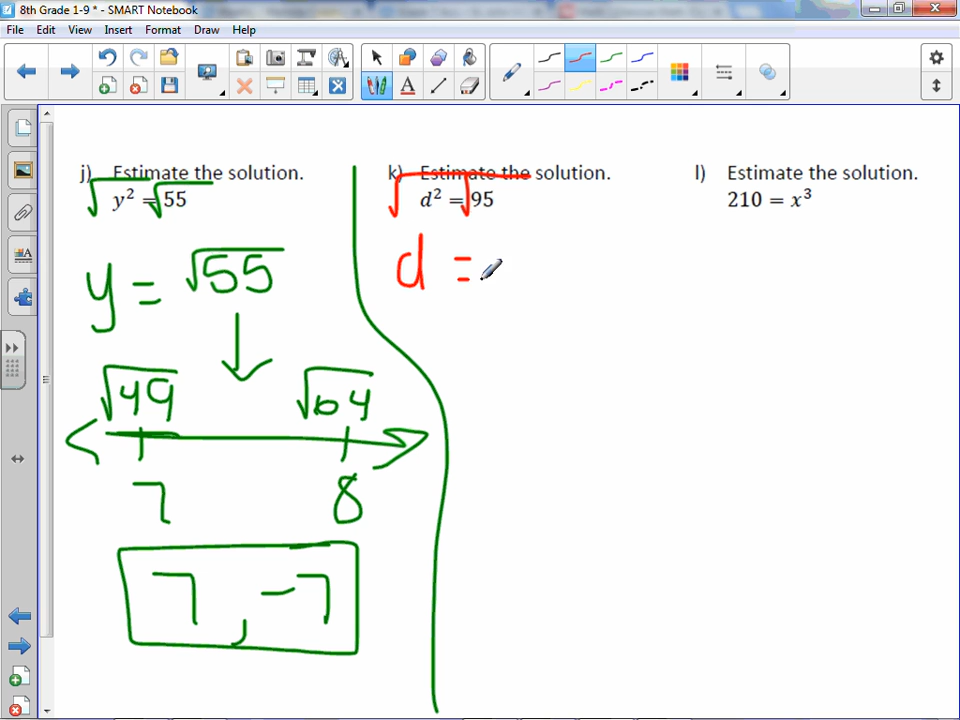 8th Grade 1-9 * - SMART Notebook
File Edit View Insert Format Draw Help
j) Estimate the solution.
√y² = √55
y = √55
√49 √64
7 8
7, -7
k) Estimate the solution.
√d² = √95
d =
l) Estimate the solution.
210 = x³